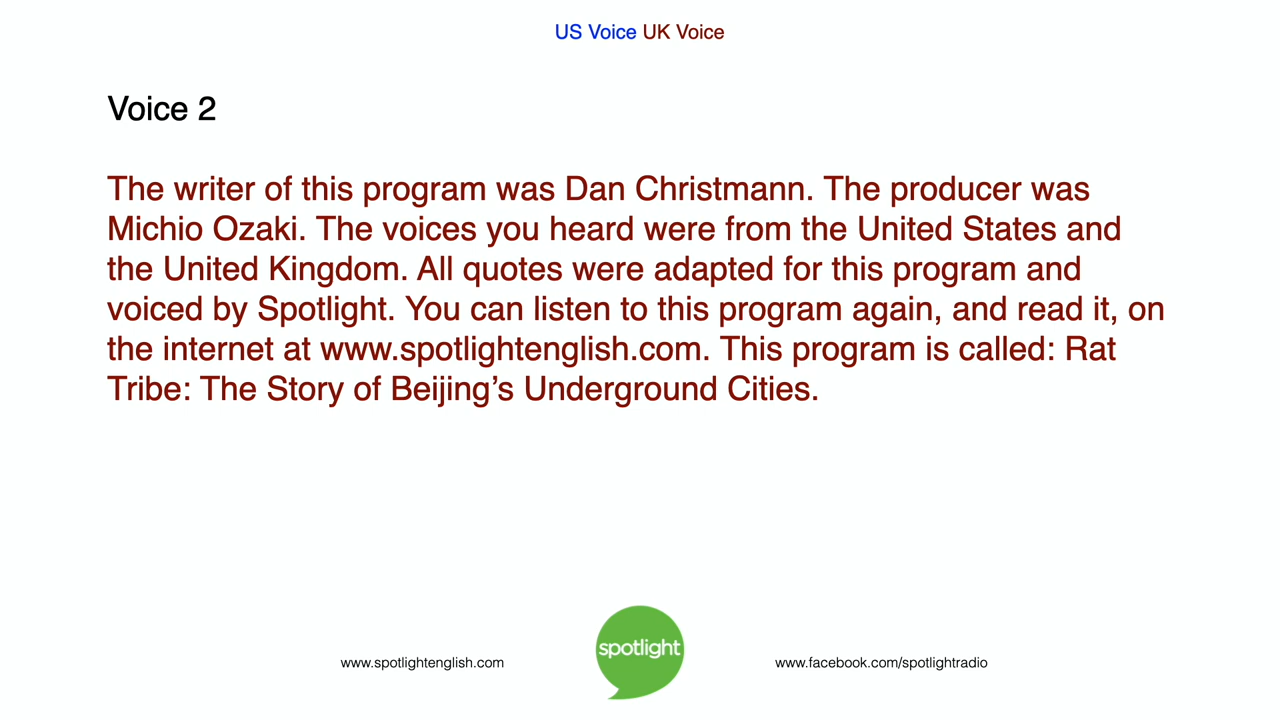 US Voice UK Voice
Voice 2
The writer of this program was Dan Christmann. The producer was
Michio Ozaki. The voices you heard were from the United States and
the United Kingdom. All quotes were adapted for this program and
voiced by Spotlight. You can listen to this program again, and read it, on
the internet at www.spotlightenglish.com. This program is called: Rat
Tribe: The Story of Beijing’s Underground Cities.
www.spotlightenglish.com
spotlight
www.facebook.com/spotlightradio